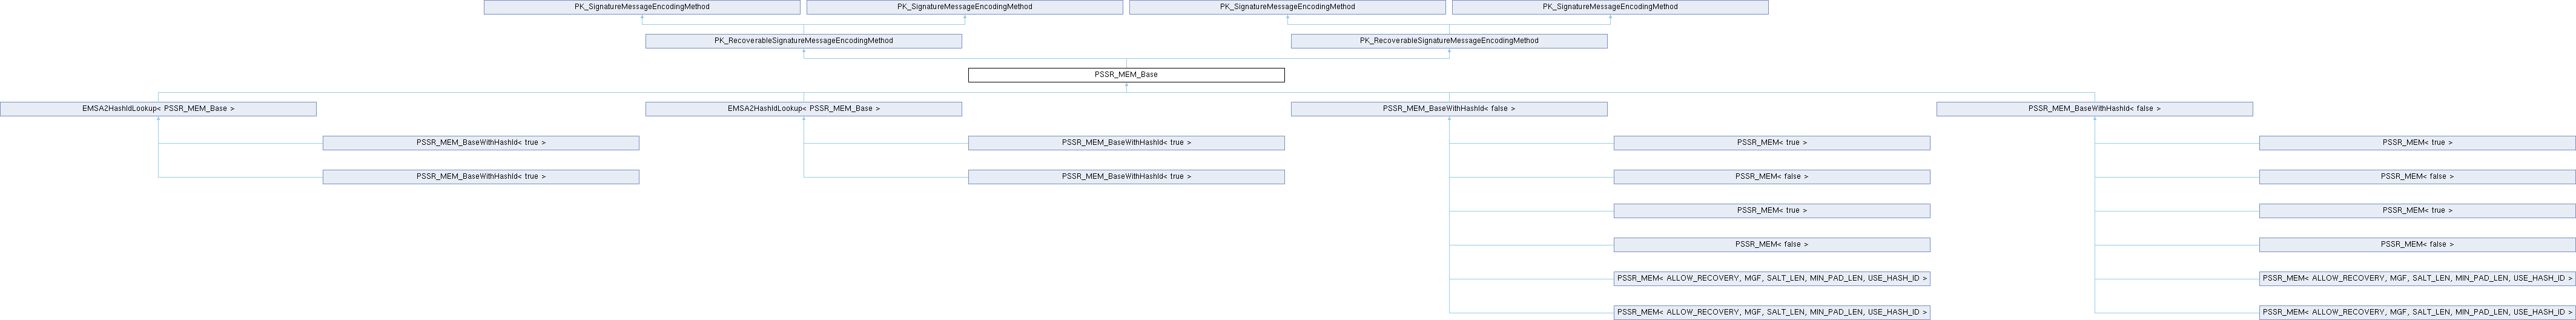 PK_SignatureMessageEncodingMethod PK_SignatureMessageEncodingMethod PK_SignatureMessageEncodingMethod PK_SignatureMessageEncodingMethod
PK_RecoverableSignatureMessageEncodingMethod PK_RecoverableSignatureMessageEncodingMethod
PSSR_MEM_Base
EMSA2HashIdLookup< PSSR_MEM_Base > EMSA2HashIdLookup< PSSR_MEM_Base > PSSR_MEM_BaseWithHashId< false > PSSR_MEM_BaseWithHashId< false >
PSSR_MEM_BaseWithHashId< true > PSSR_MEM_BaseWithHashId< true > PSSR_MEM< true > PSSR_MEM< true >
PSSR_MEM_BaseWithHashId< true > PSSR_MEM_BaseWithHashId< true > PSSR_MEM< false > PSSR_MEM< false >
PSSR_MEM< true > PSSR_MEM< true >
PSSR_MEM< false > PSSR_MEM< false >
PSSR_MEM< ALLOW_RECOVERY, MGF, SALT_LEN, MIN_PAD_LEN, USE_HASH_ID > PSSR_MEM< ALLOW_RECOVERY, MGF, SALT_LEN, MIN_PAD_LEN, USE_HASH_ID >
PSSR_MEM< ALLOW_RECOVERY, MGF, SALT_LEN, MIN_PAD_LEN, USE_HASH_ID > PSSR_MEM< ALLOW_RECOVERY, MGF, SALT_LEN, MIN_PAD_LEN, USE_HASH_ID >